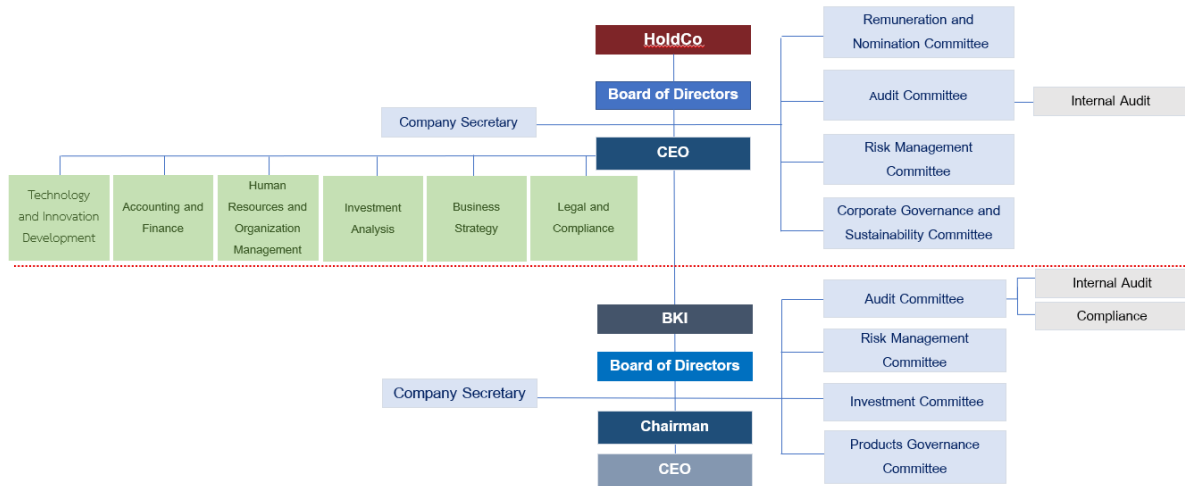 HoldCo
Board of Directors
Company Secretary
CEO
Remuneration and
Nomination Committee
Audit Committee
Internal Audit
Risk Management
Committee
Corporate Governance and
Sustainability Committee
Technology
and Innovation
Development
Accounting and
Finance
Human
Resources and
Organization
Management
Investment
Analysis
Business
Strategy
Legal and
Compliance
BKI
Board of Directors
Company Secretary
Chairman
CEO
Audit Committee
Internal Audit
Compliance
Risk Management
Committee
Investment Committee
Products Governance
Committee